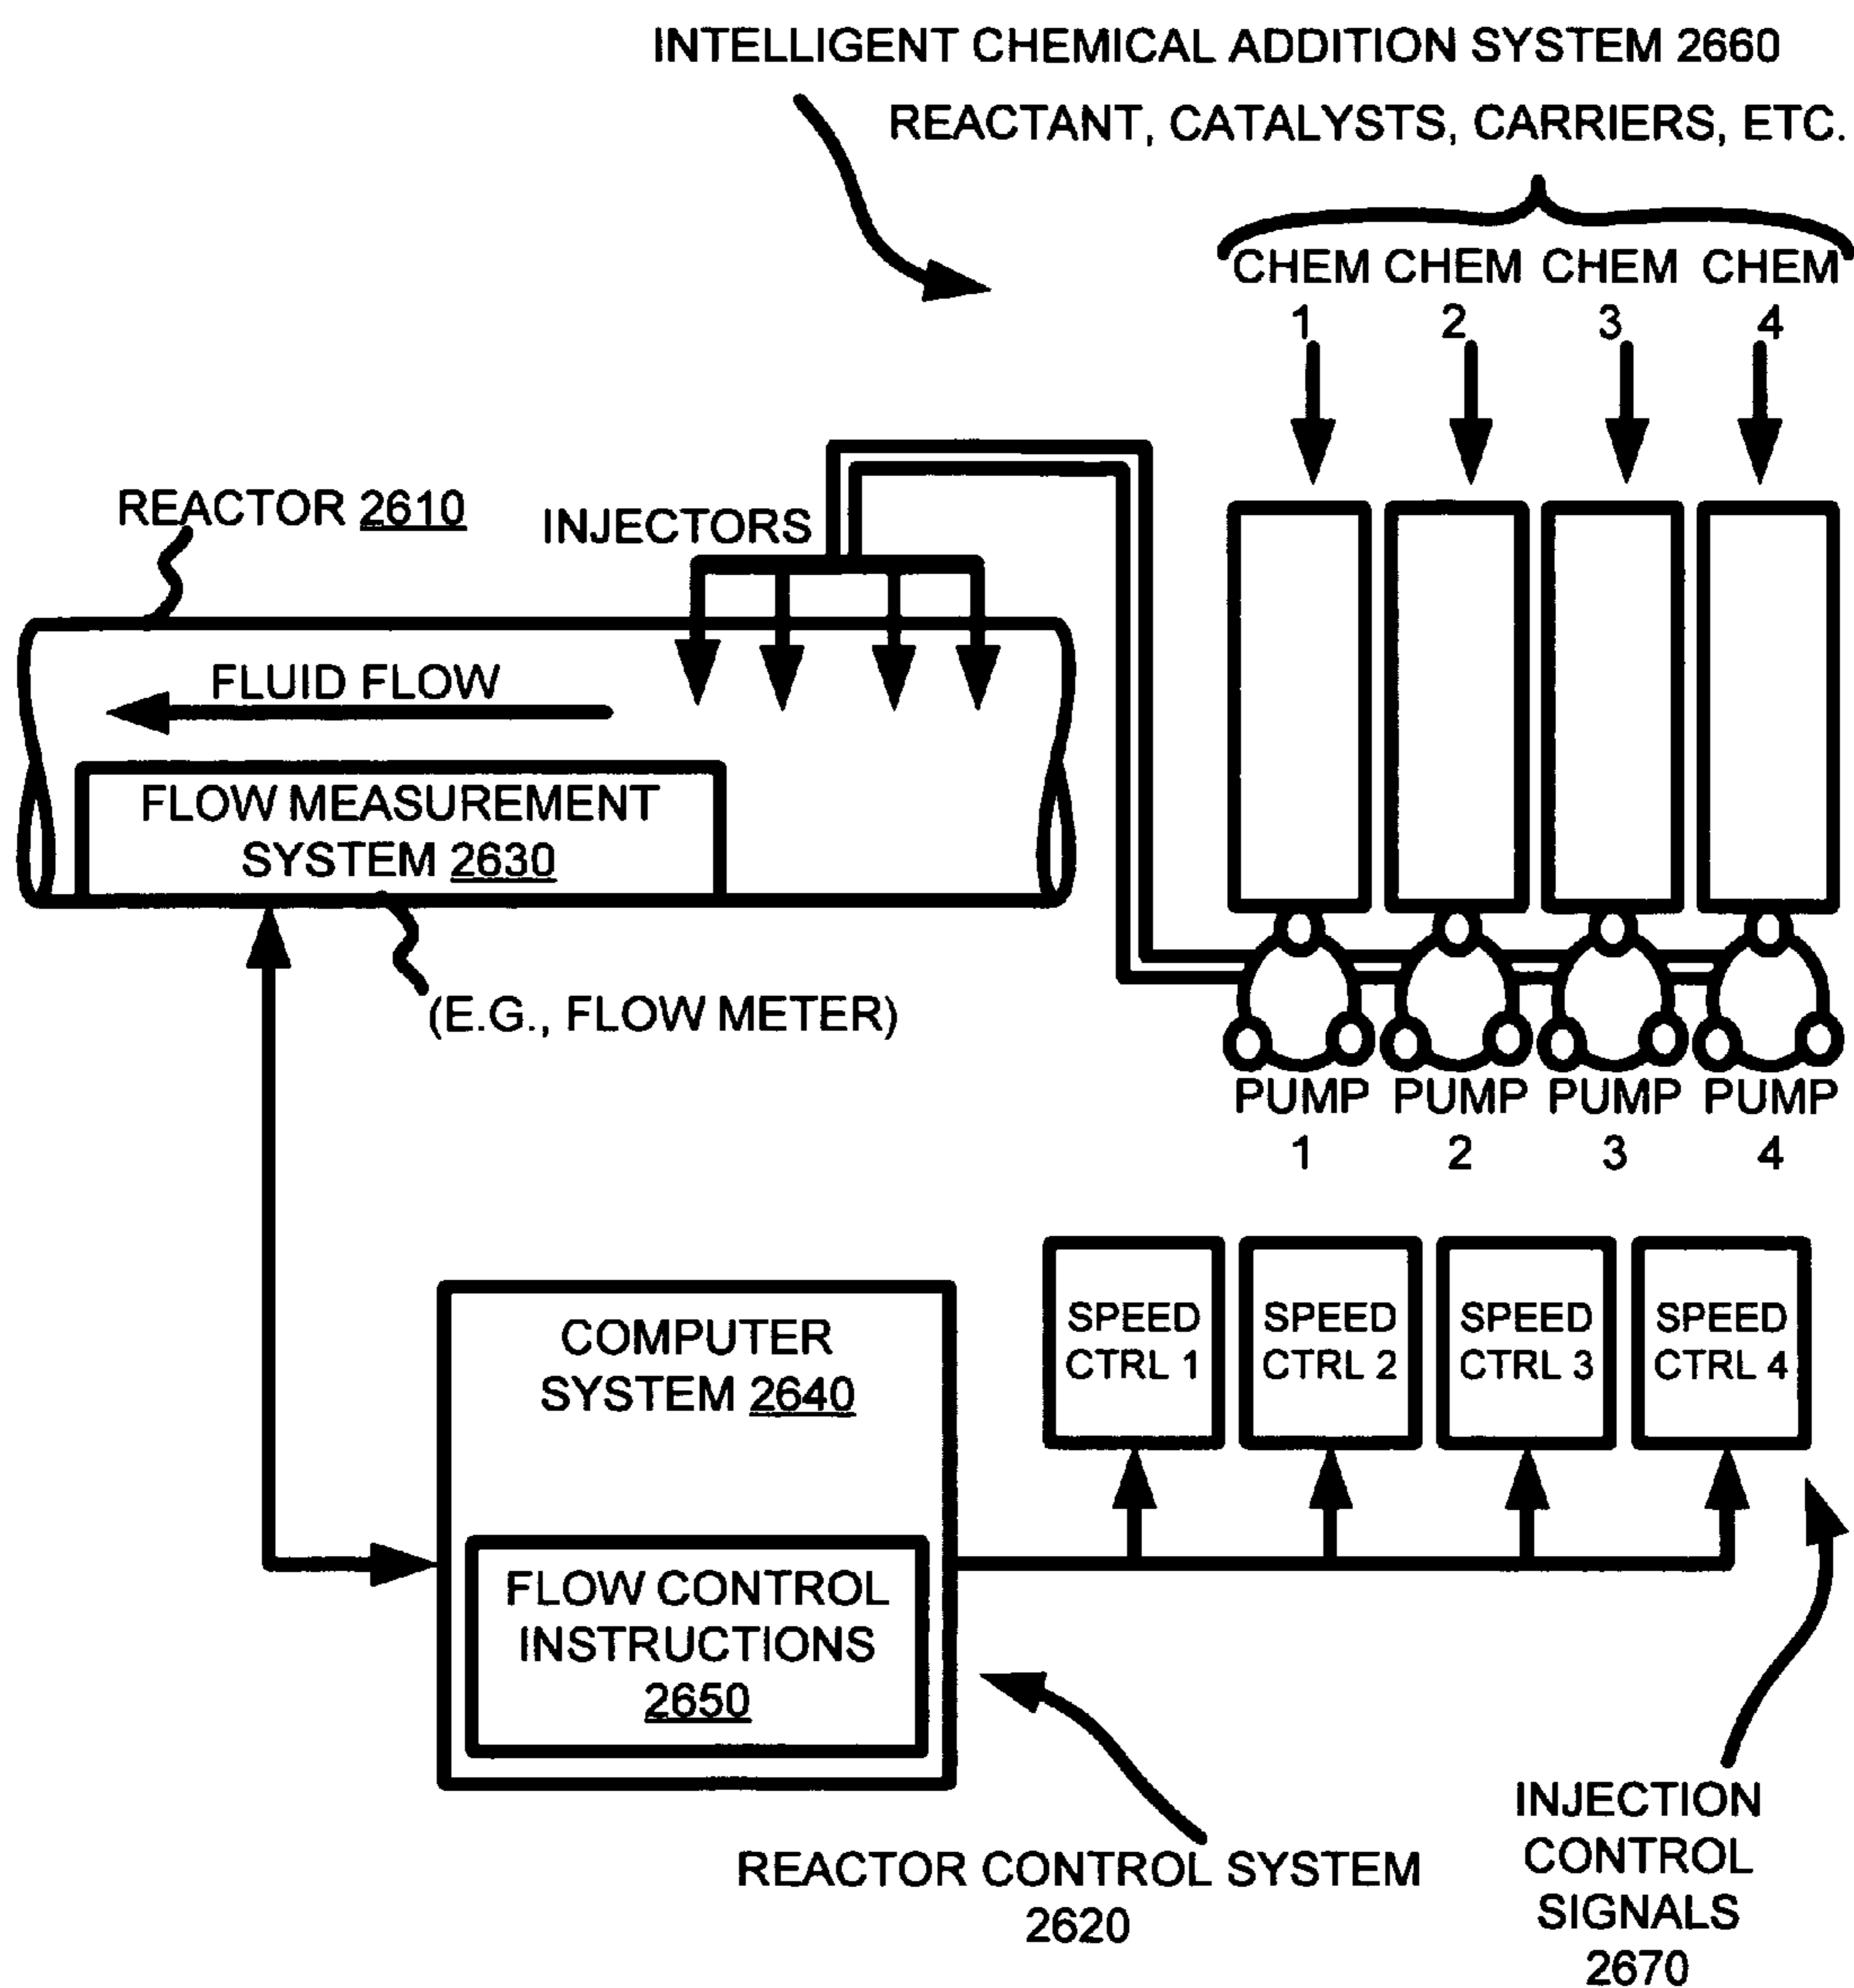 INTELLIGENT CHEMICAL ADDITION SYSTEM 2660
REACTANT, CATALYSTS, CARRIERS, ETC.
CHEM CHEM CHEM CHEM
1 2 3 4
REACTOR 2610
INJECTORS
FLUID FLOW
FLOW MEASUREMENT
SYSTEM 2630
(E.G., FLOW METER)
PUMP PUMP PUMP PUMP
1 2 3 4
SPEED
CTRL 1
SPEED
CTRL 2
SPEED
CTRL 3
SPEED
CTRL 4
COMPUTER
SYSTEM 2640
FLOW CONTROL
INSTRUCTIONS
2650
REACTOR CONTROL SYSTEM
2620
INJECTION
CONTROL
SIGNALS
2670